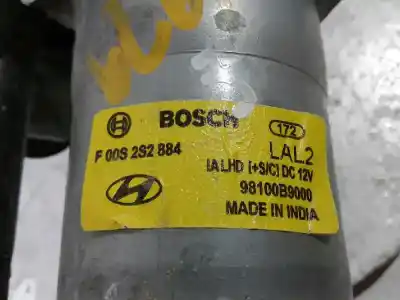 BOSCH
172
F 00S 2S2 884
LAL2
IA LHD (+S/C) DC 12V
98100B9000
MADE IN INDIA